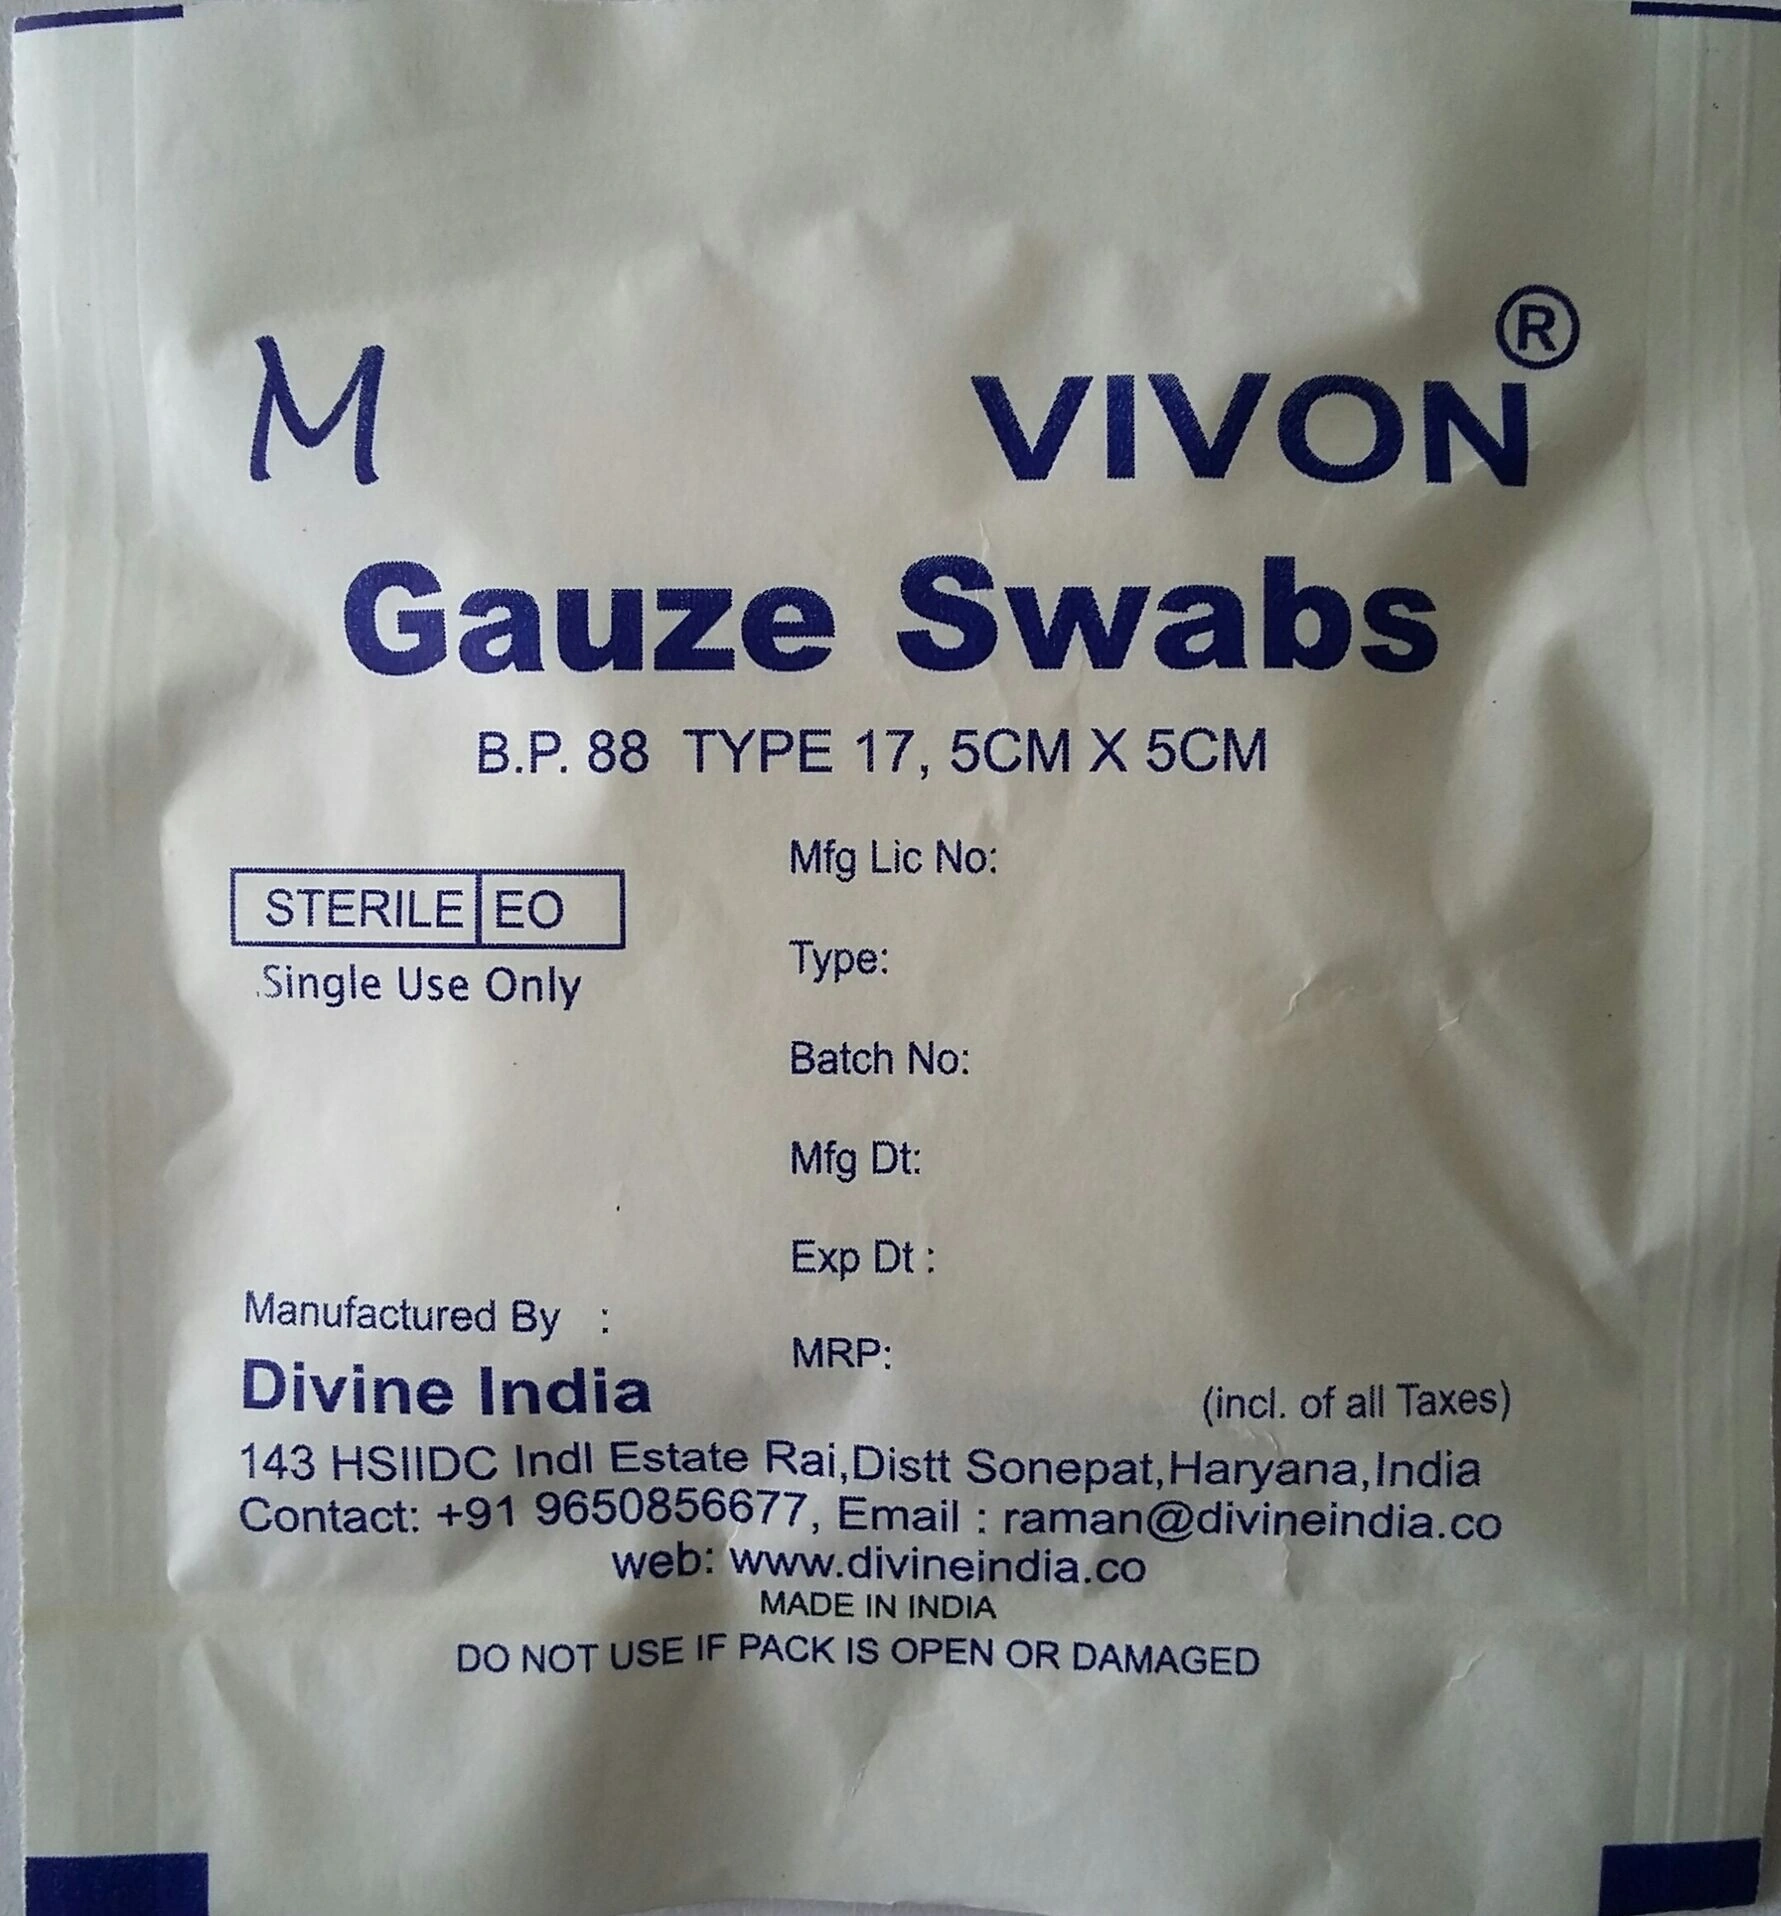 M VIVON®
Gauze Swabs
B.P. 88 TYPE 17, 5CM X 5CM
STERILE EO
.Single Use Only
Mfg Lic No:
Type:
Batch No:
Mfg Dt:
Exp Dt :
MRP:
(incl. of all Taxes)
Manufactured By :
Divine India
143 HSIIDC Indl Estate Rai,Distt Sonepat,Haryana,India
Contact: +91 9650856677, Email : raman@divineindia.co
web: www.divineindia.co
MADE IN INDIA
DO NOT USE IF PACK IS OPEN OR DAMAGED